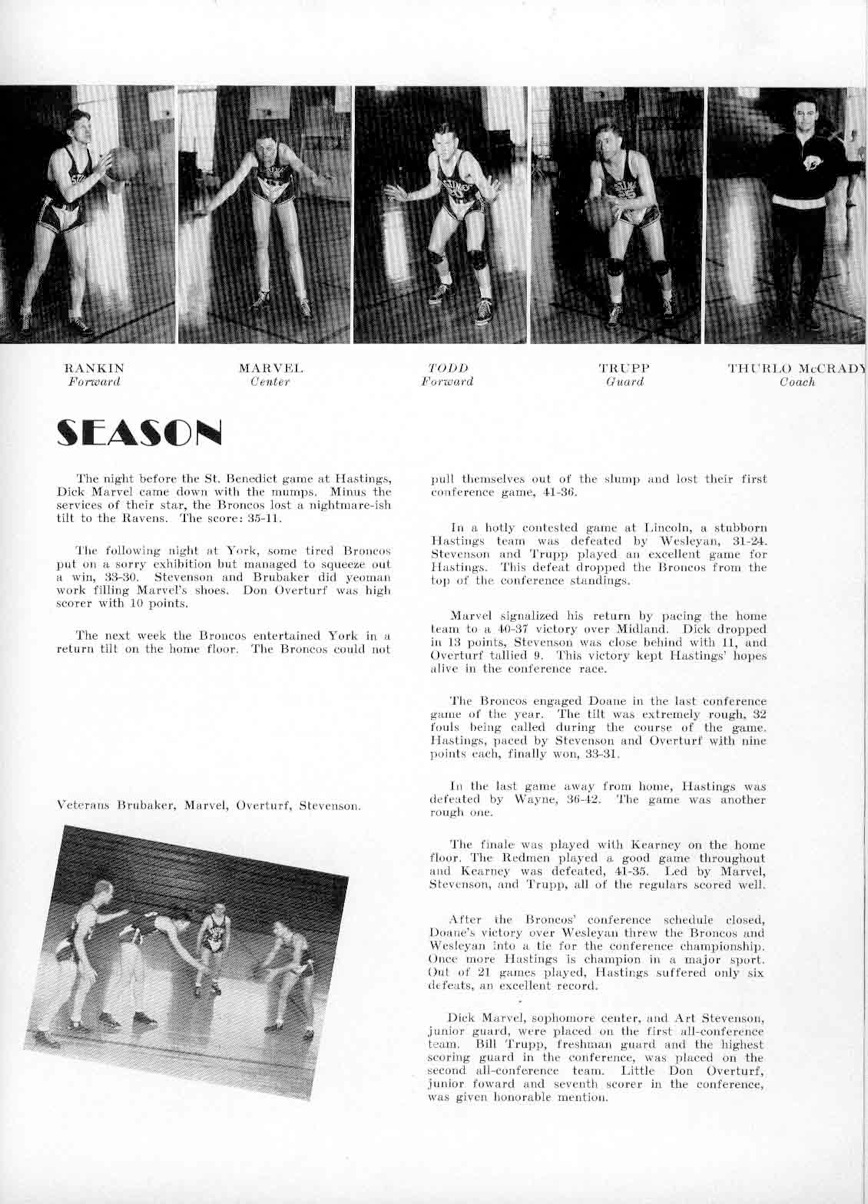 RANKIN
Forward
MARVEL
Center
TODD
Forward
TRUPP
Guard
THURLO McCRADY
Coach
SEASON
The night before the St. Benedict game at Hastings,
Dick Marvel came down with the mumps. Minus the
services of their star, the Broncos lost a nightmare-ish
tilt to the Ravens. The score: 35-11.
The following night at York, some tired Broncos
put on a sorry exhibition but managed to squeeze out
a win, 33-30. Stevenson and Brubaker did yeoman
work filling Marvel's shoes. Don Overturf was high
scorer with 10 points.
The next week the Broncos entertained York in a
return tilt on the home floor. The Broncos could not
Veterans Brubaker, Marvel, Overturf, Stevenson.
pull themselves out of the slump and lost their first
conference game, 41-36.
In a hotly contested game at Lincoln, a stubborn
Hastings team was defeated by Wesleyan, 31-24.
Stevenson and Trupp played an excellent game for
Hastings. This defeat dropped the Broncos from the
top of the conference standings.
Marvel signalized his return by pacing the home
team to a 40-37 victory over Midland. Dick dropped
in 13 points, Stevenson was close behind with 11, and
Overturf tallied 9. This victory kept Hastings' hopes
alive in the conference race.
The Broncos engaged Doane in the last conference
game of the year. The tilt was extremely rough, 32
fouls being called during the course of the game.
Hastings, paced by Stevenson and Overturf with nine
points each, finally won, 33-31.
In the last game away from home, Hastings was
defeated by Wayne, 36-42. The game was another
rough one.
The finale was played with Kearney on the home
floor. The Redmen played a good game throughout
and Kearney was defeated, 41-35. Led by Marvel,
Stevenson, and Trupp, all of the regulars scored well.
After the Broncos' conference schedule closed,
Doane's victory over Wesleyan threw the Broncos and
Wesleyan into a tie for the conference championship.
Once more Hastings is champion in a major sport.
Out of 21 games played, Hastings suffered only six
defeats, an excellent record.
Dick Marvel, sophomore center, and Art Stevenson,
junior guard, were placed on the first all-conference
team. Bill Trupp, freshman guard and the highest
scoring guard in the conference, was placed on the
second all-conference team. Little Don Overturf,
junior foward and seventh scorer in the conference,
was given honorable mention.